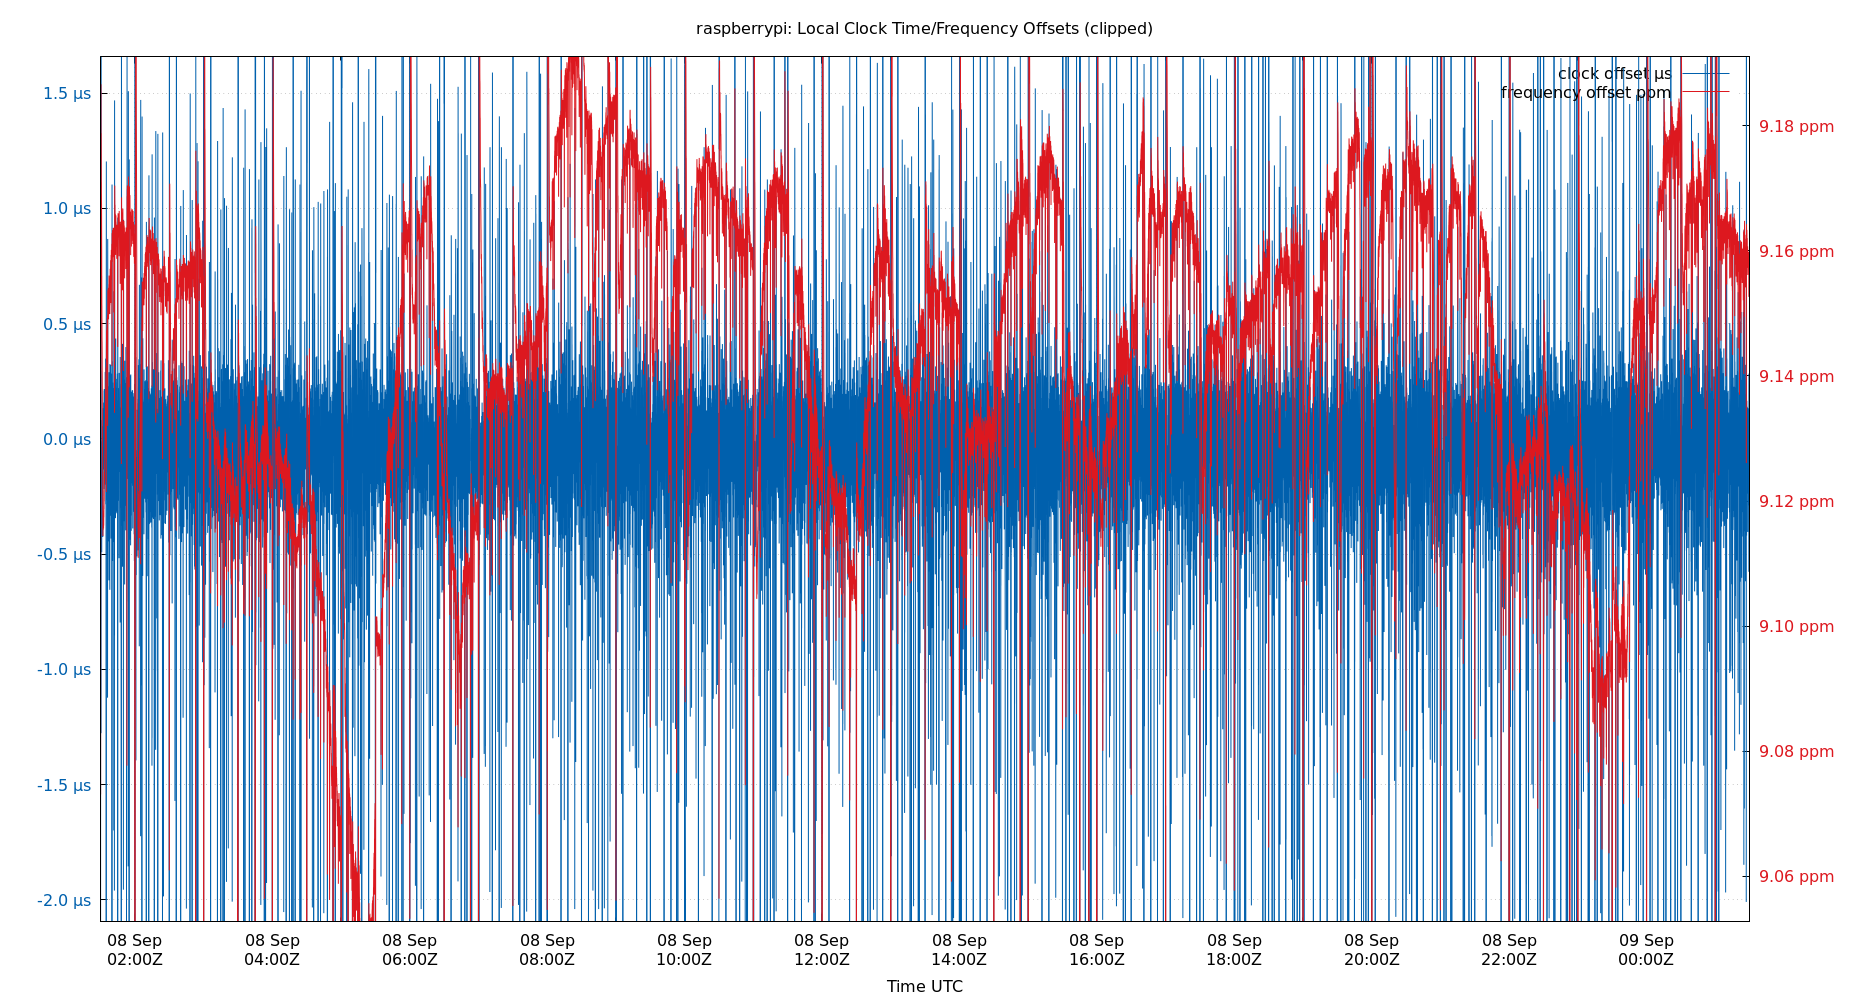 raspberrypi: Local Clock Time/Frequency Offsets (clipped)
clock offset µs
frequency offset ppm
1.5 µs
1.0 µs
0.5 µs
0.0 µs
-0.5 µs
-1.0 µs
-1.5 µs
-2.0 µs
9.18 ppm
9.16 ppm
9.14 ppm
9.12 ppm
9.10 ppm
9.08 ppm
9.06 ppm
08 Sep 08 Sep 08 Sep 08 Sep 08 Sep 08 Sep 08 Sep 08 Sep 08 Sep 08 Sep 08 Sep 09 Sep
02:00Z 04:00Z 06:00Z 08:00Z 10:00Z 12:00Z 14:00Z 16:00Z 18:00Z 20:00Z 22:00Z 00:00Z
Time UTC